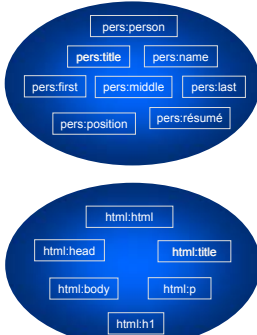 pers:person
pers:title pers:name
pers:first pers:middle pers:last
pers:position pers:résumé
html:html
html:head html:title
html:body html:p
html:h1